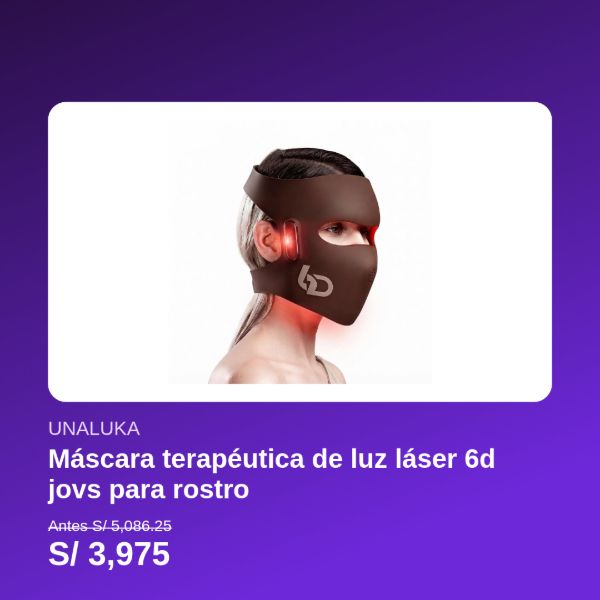 6D
UNALUKA
Máscara terapéutica de luz láser 6d
jovs para rostro
Antes S/ 5,086.25
S/ 3,975